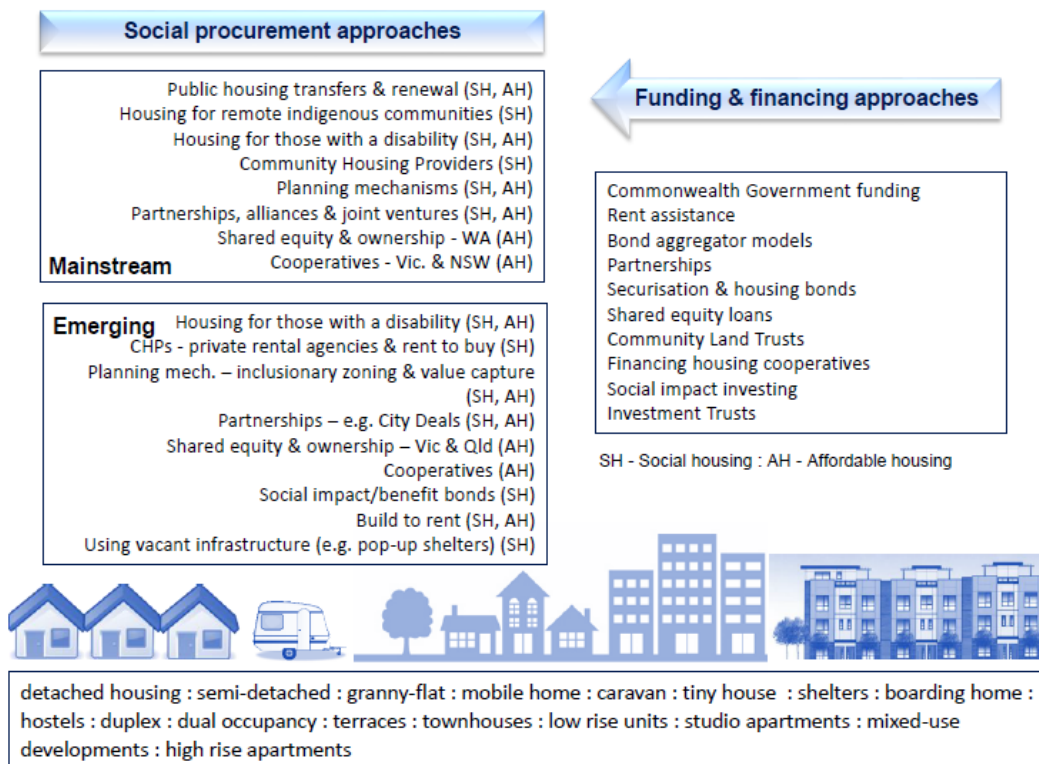 Social procurement approaches
Public housing transfers & renewal (SH, AH)
Housing for remote indigenous communities (SH)
Housing for those with a disability (SH, AH)
Community Housing Providers (SH)
Planning mechanisms (SH, AH)
Partnerships, alliances & joint ventures (SH, AH)
Shared equity & ownership - WA (AH)
Mainstream Cooperatives - Vic. & NSW (AH)
Emerging Housing for those with a disability (SH, AH)
CHPs - private rental agencies & rent to buy (SH)
Planning mech. – inclusionary zoning & value capture
(SH, AH)
Partnerships – e.g. City Deals (SH, AH)
Shared equity & ownership – Vic & Qld (AH)
Cooperatives (AH)
Social impact/benefit bonds (SH)
Build to rent (SH, AH)
Using vacant infrastructure (e.g. pop-up shelters) (SH)
Funding & financing approaches
Commonwealth Government funding
Rent assistance
Bond aggregator models
Partnerships
Securisation & housing bonds
Shared equity loans
Community Land Trusts
Financing housing cooperatives
Social impact investing
Investment Trusts
SH - Social housing : AH - Affordable housing
detached housing : semi-detached : granny-flat : mobile home : caravan : tiny house : shelters : boarding home :
hostels : duplex : dual occupancy : terraces : townhouses : low rise units : studio apartments : mixed-use
developments : high rise apartments